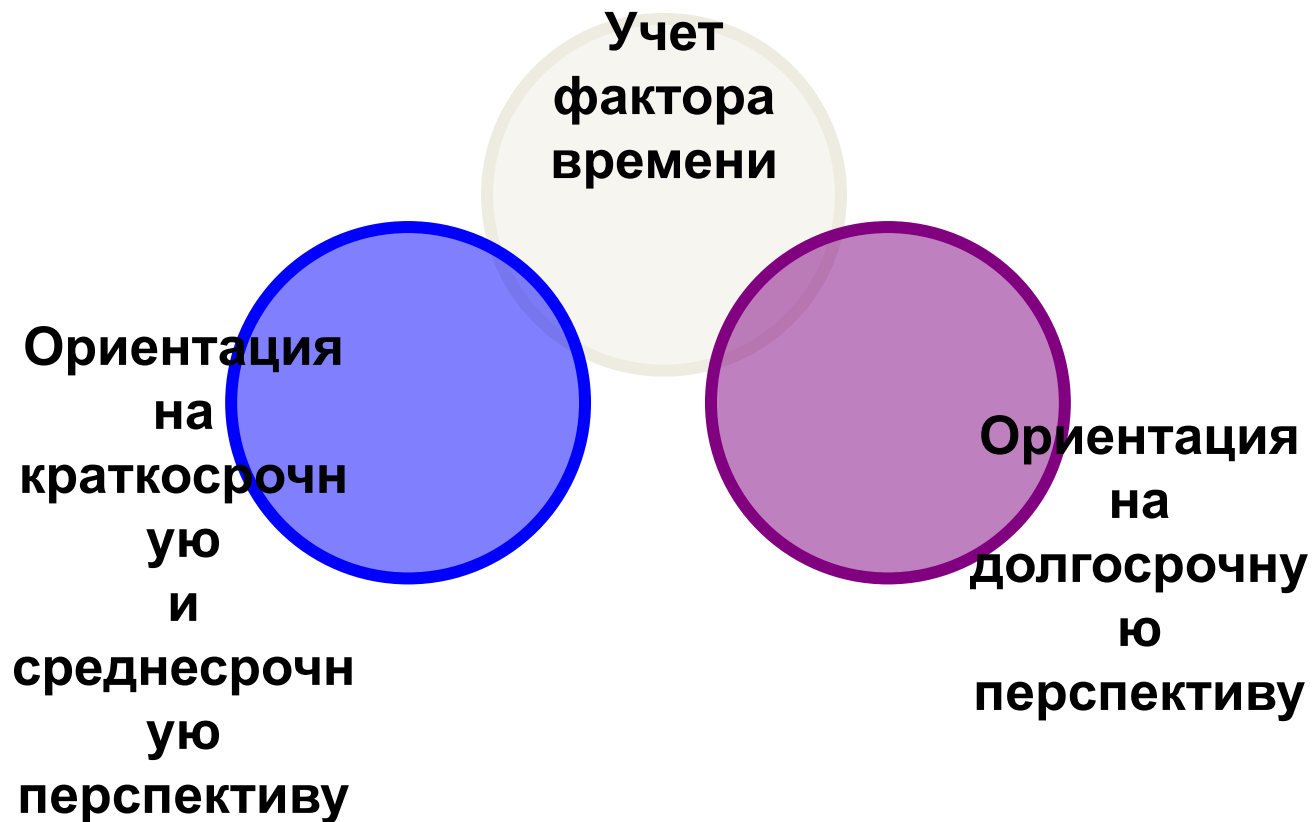 Учет
фактора
времени
Ориентация
на
краткосрочн
ую
и
среднесрочн
ую
перспективу
Ориентация
на
долгосрочну
ю
перспективу